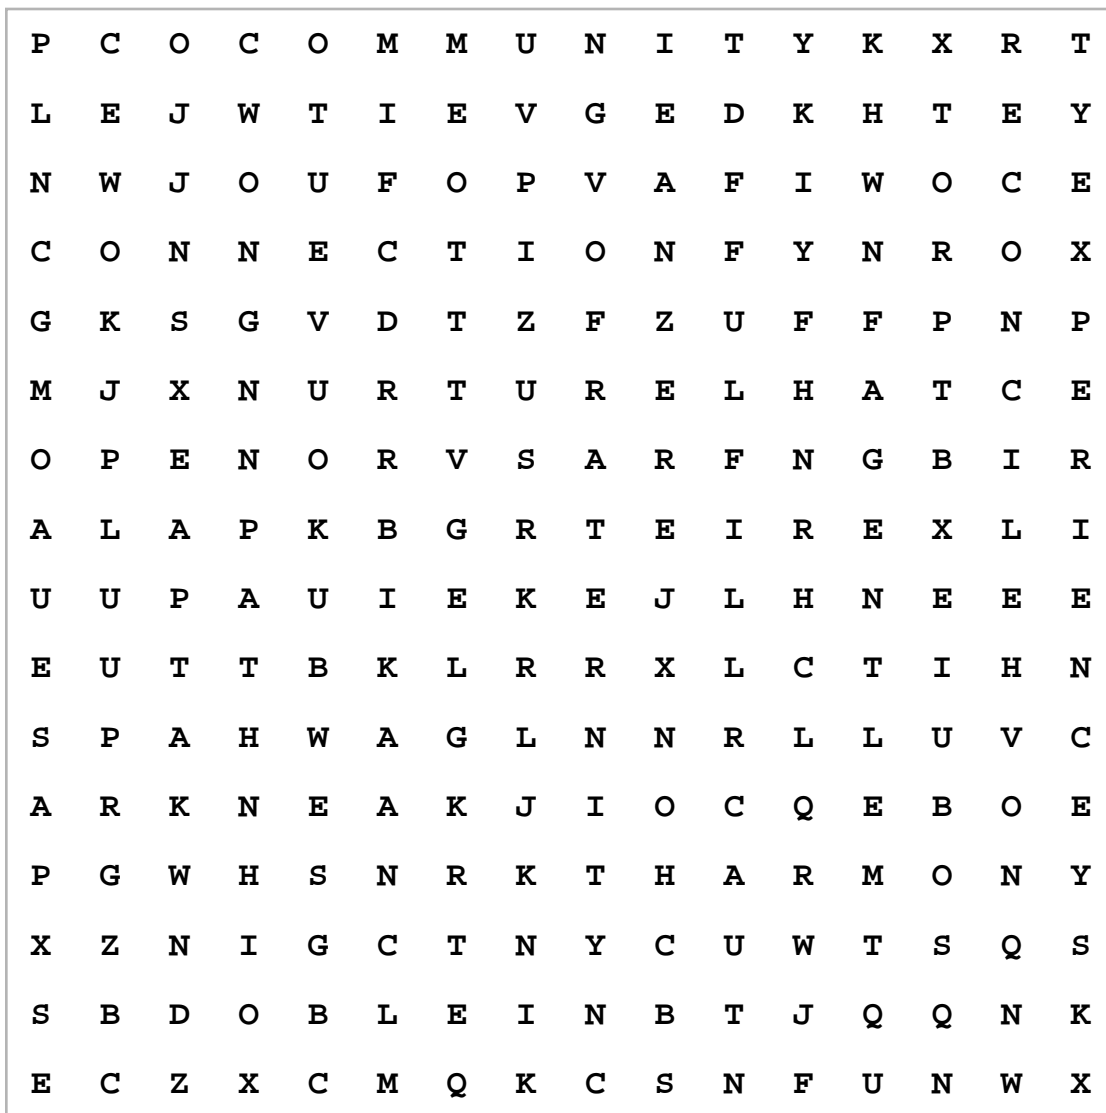 P C O C O M M U N I T Y K X R T
L E J W T I E V G E D K H T E Y
N W J O U F O P V A F I W O C E
C O N N E C T I O N F Y N R O X
G K S G V D T Z F Z U F F P N P
M J X N U R T U R E L H A T C E
O P E N O R V S A R F N G B I R
A L A P K B G R T E I R E X L I
U U P A U I E K E J L H N E E E
E U T T B K L R R X L C T I H N
S P A H W A G L N N R L L U V C
A R K N E A K J I O C Q E B O E
P G W H S N R K T H A R M O N Y
X Z N I G C T N Y C U W T S Q S
S B D O B L E I N B T J Q Q N K
E C Z X C M Q K C S N F U N W X